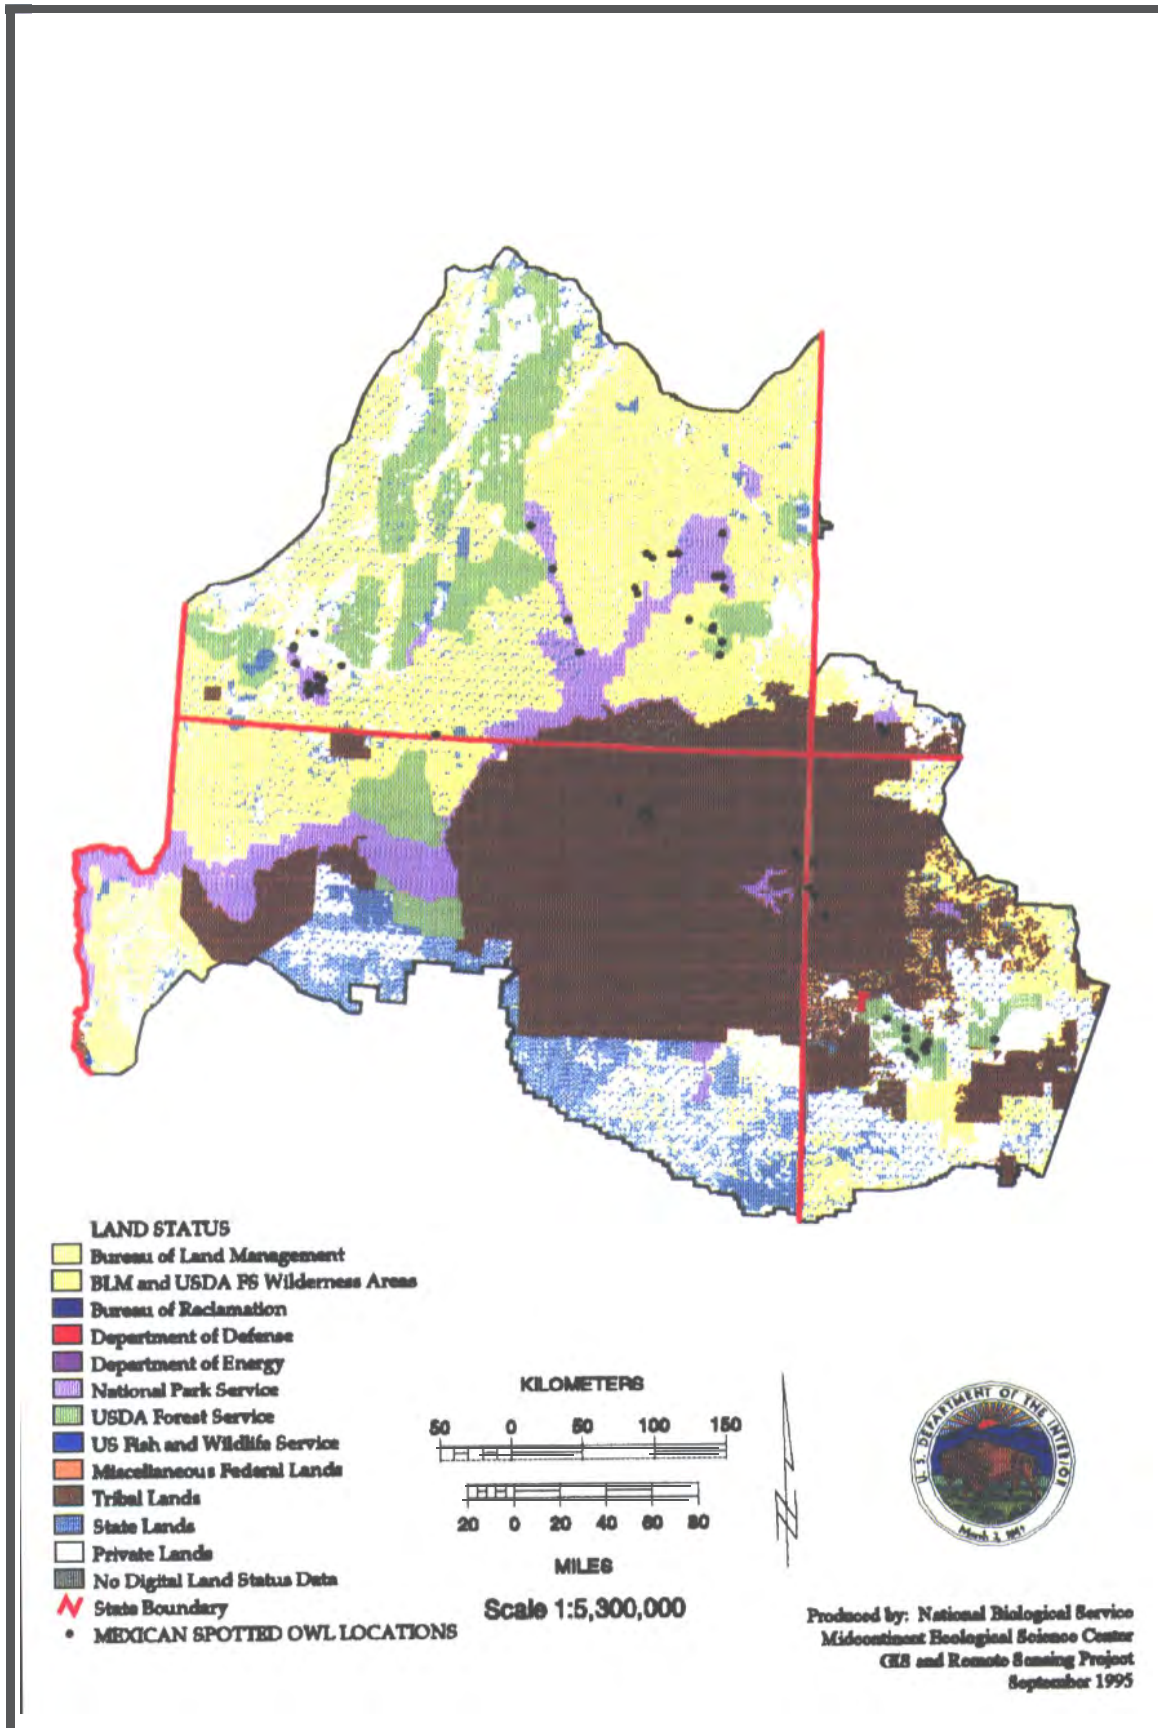 LAND STATUS
Bureau of Land Management
BLM and USDA FS Wilderness Areas
Bureau of Reclamation
Department of Defense
Department of Energy
National Park Service
USDA Forest Service
US Fish and Wildlife Service
Miscellaneous Federal Lands
Tribal Lands
State Lands
Private Lands
No Digital Land Status Data
State Boundary
MEXICAN SPOTTED OWL LOCATIONS
KILOMETERS
50 0 50 100 150
20 0 20 40 60 80
MILES
Scale 1:5,300,000
U. S. DEPARTMENT OF THE INTERIOR
March 3, 1849
Produced by: National Biological Service
Midcontinent Ecological Science Center
GIS and Remote Sensing Project
September 1995